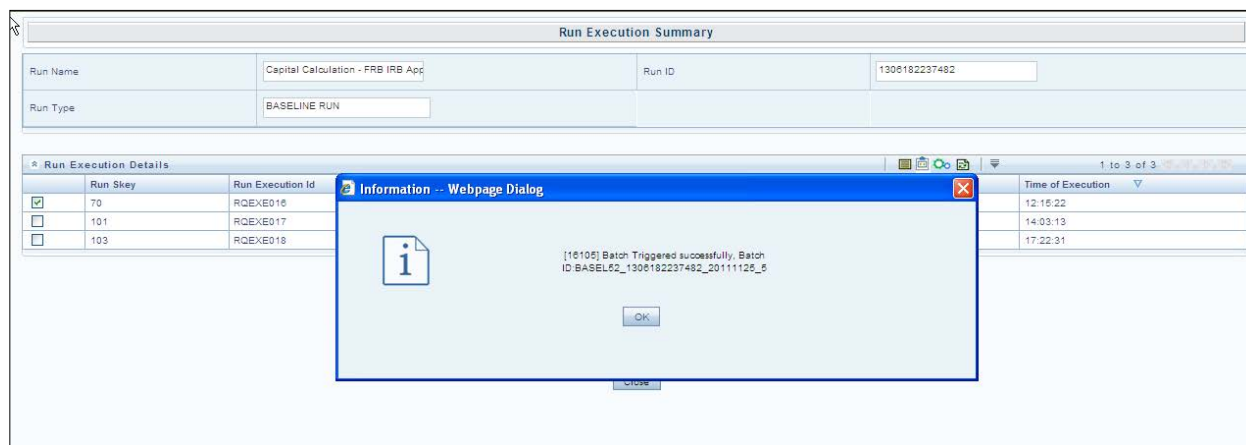 Run Execution Summary
Run Name
Capital Calculation - FRB IRB App
Run ID
1306182237482
Run Type
BASELINE RUN
Run Execution Details
1 to 3 of 3
Run Skey Run Execution Id Time of Execution
70 RQEXE016 12:15:22
101 RQEXE017 14:03:13
103 RQEXE018 17:22:31
Information -- Webpage Dialog
[16105] Batch Triggered successfully, Batch
ID:BASEL52_1306182237482_20111125_5
OK
Close